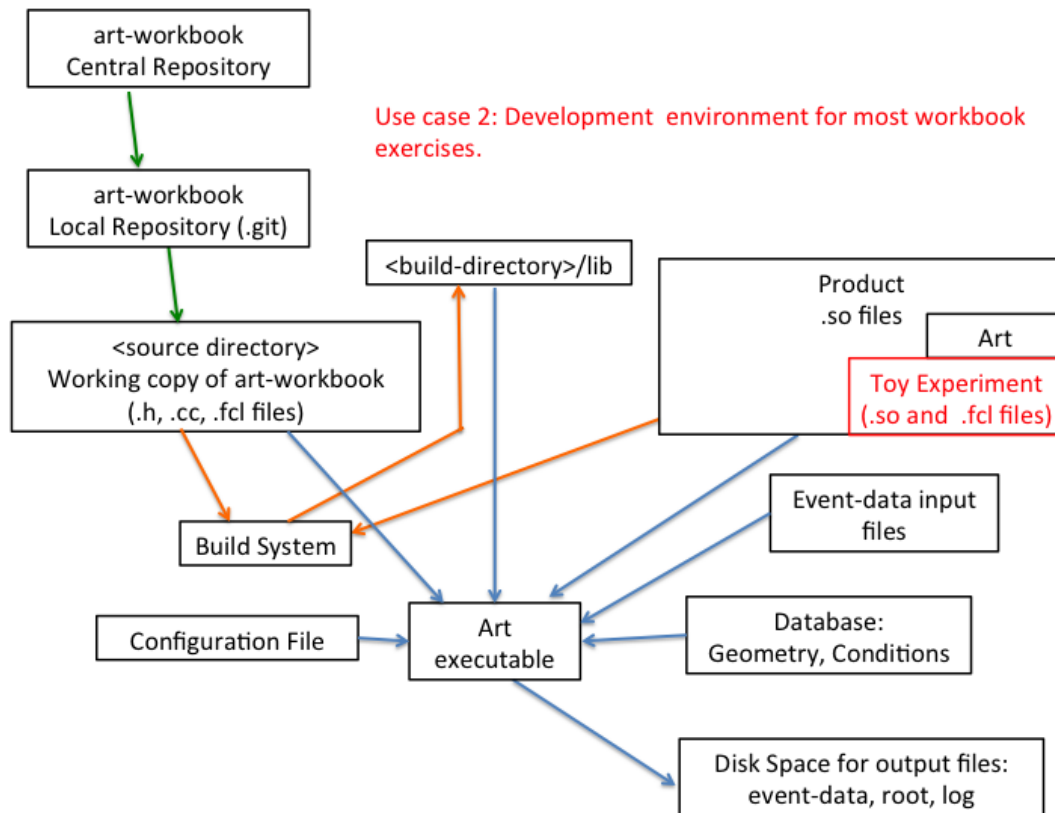 art-workbook
Central Repository
Use case 2: Development environment for most workbook
exercises.
art-workbook
Local Repository (.git)
<build-directory>/lib
Product
.so files
Art
Toy Experiment
(.so and .fcl files)
<source directory>
Working copy of art-workbook
(.h, .cc, .fcl files)
Event-data input
files
Build System
Configuration File
Art
executable
Database:
Geometry, Conditions
Disk Space for output files:
event-data, root, log